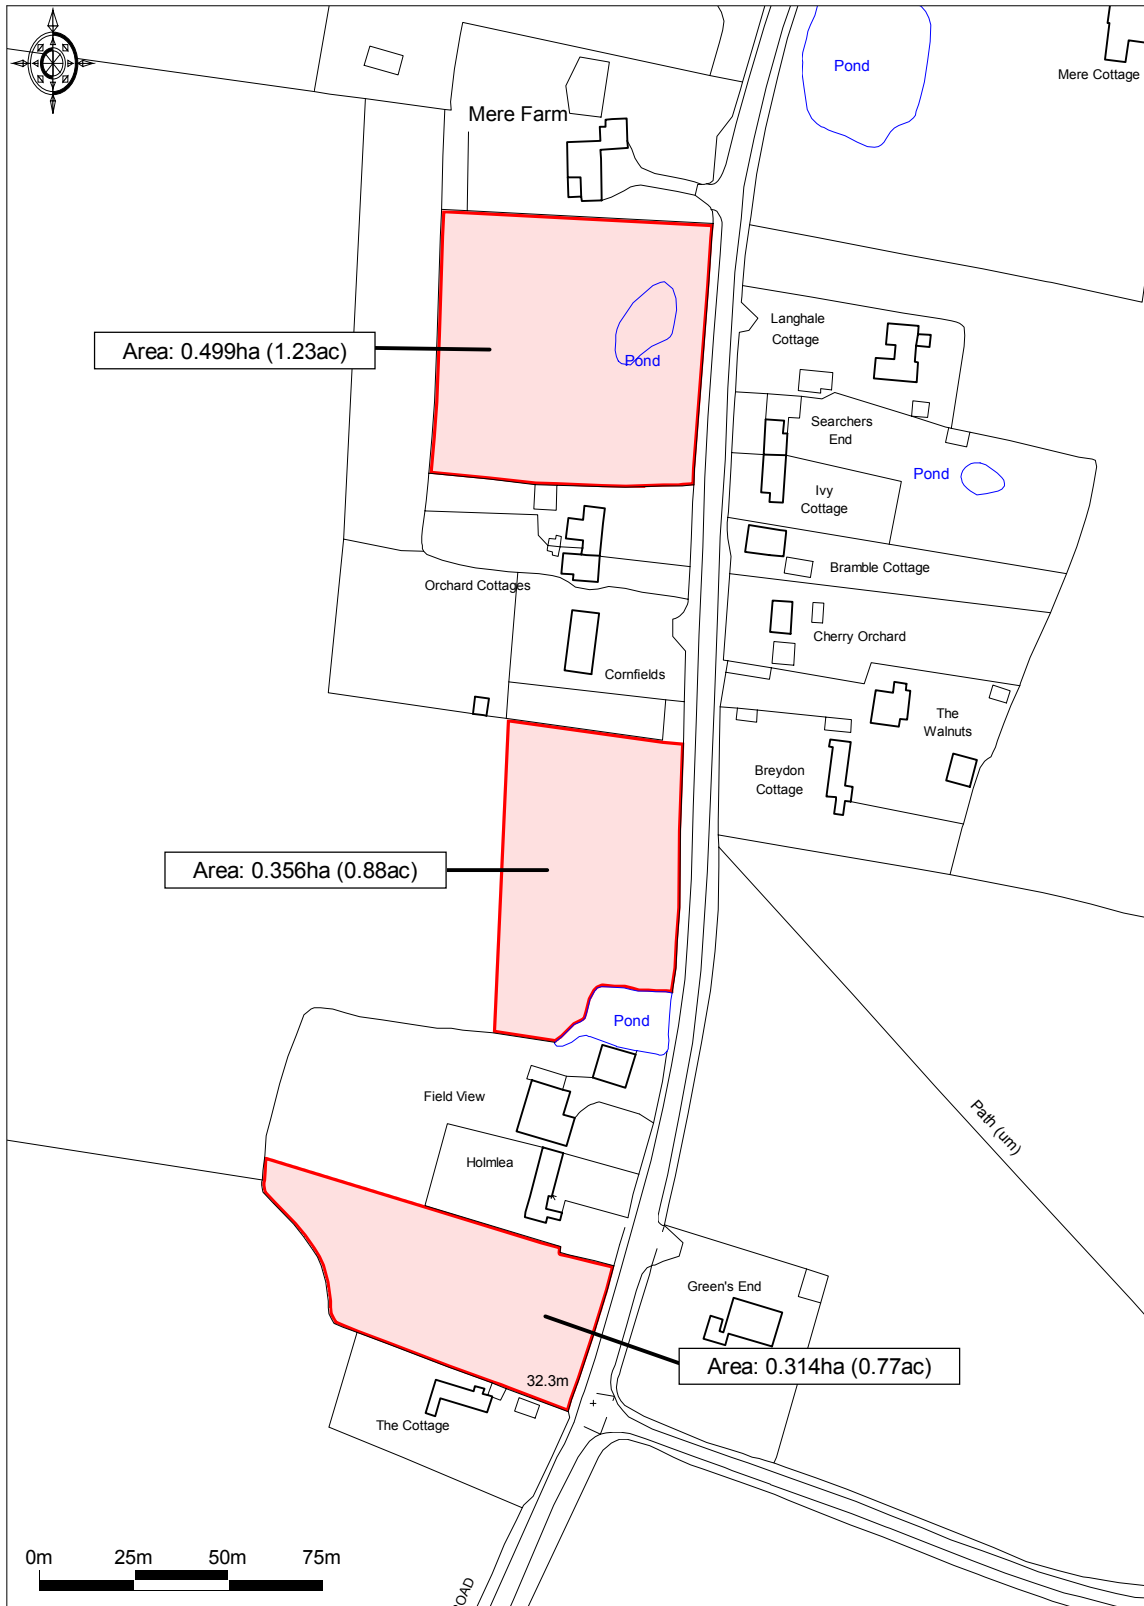 Pond
Mere Cottage
Mere Farm
Langhale
Cottage
Area: 0.499ha (1.23ac)
Pond
Searchers
End
Pond
Ivy
Cottage
Bramble Cottage
Orchard Cottages
Cherry Orchard
Cornfields
The
Walnuts
Breydon
Cottage
Area: 0.356ha (0.88ac)
Pond
Field View
Path (um)
Holmlea
Green's End
Area: 0.314ha (0.77ac)
32.3m
The Cottage
0m 25m 50m 75m
OAD